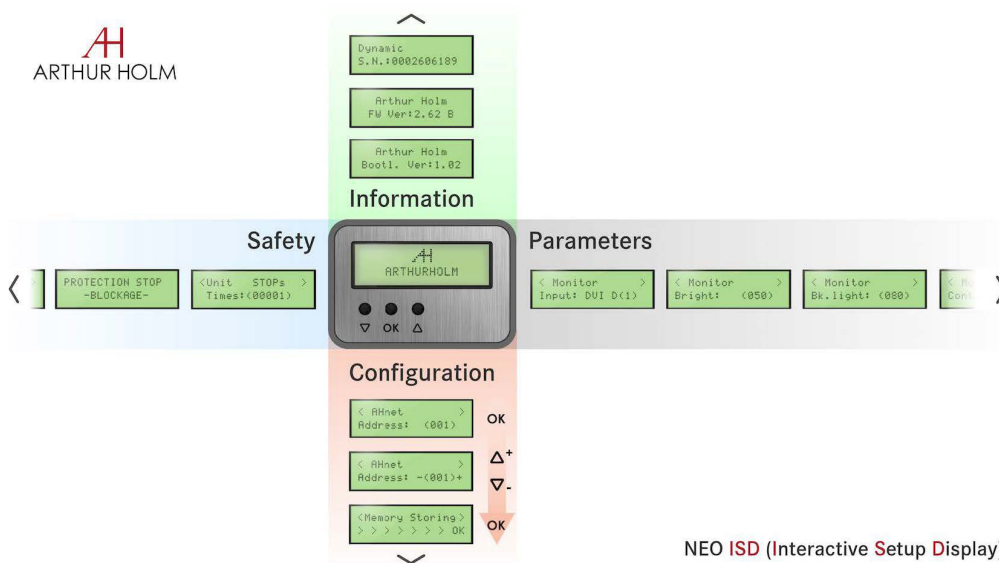 AH
ARTHUR HOLM
Dynamic
S.N.:0002606189
Arthur Holm
FW Ver:2.62 B
Arthur Holm
Bootl. Ver:1.02
Information
Safety
Parameters
PROTECTION STOP
-BLOCKAGE-
<Unit STOPs >
Times:(00001)
AH
ARTHURHOLM
OK
< Monitor >
Input: DVI D(1)
< Monitor >
Bright: (050)
< Monitor >
Bk.light: (080)
Configuration
< AHnet >
Address: (001)
OK
< AHnet >
Address: -(001)+
+
-
<Memory Storing>
> > > > > > > OK
OK
NEO ISD (Interactive Setup Display)